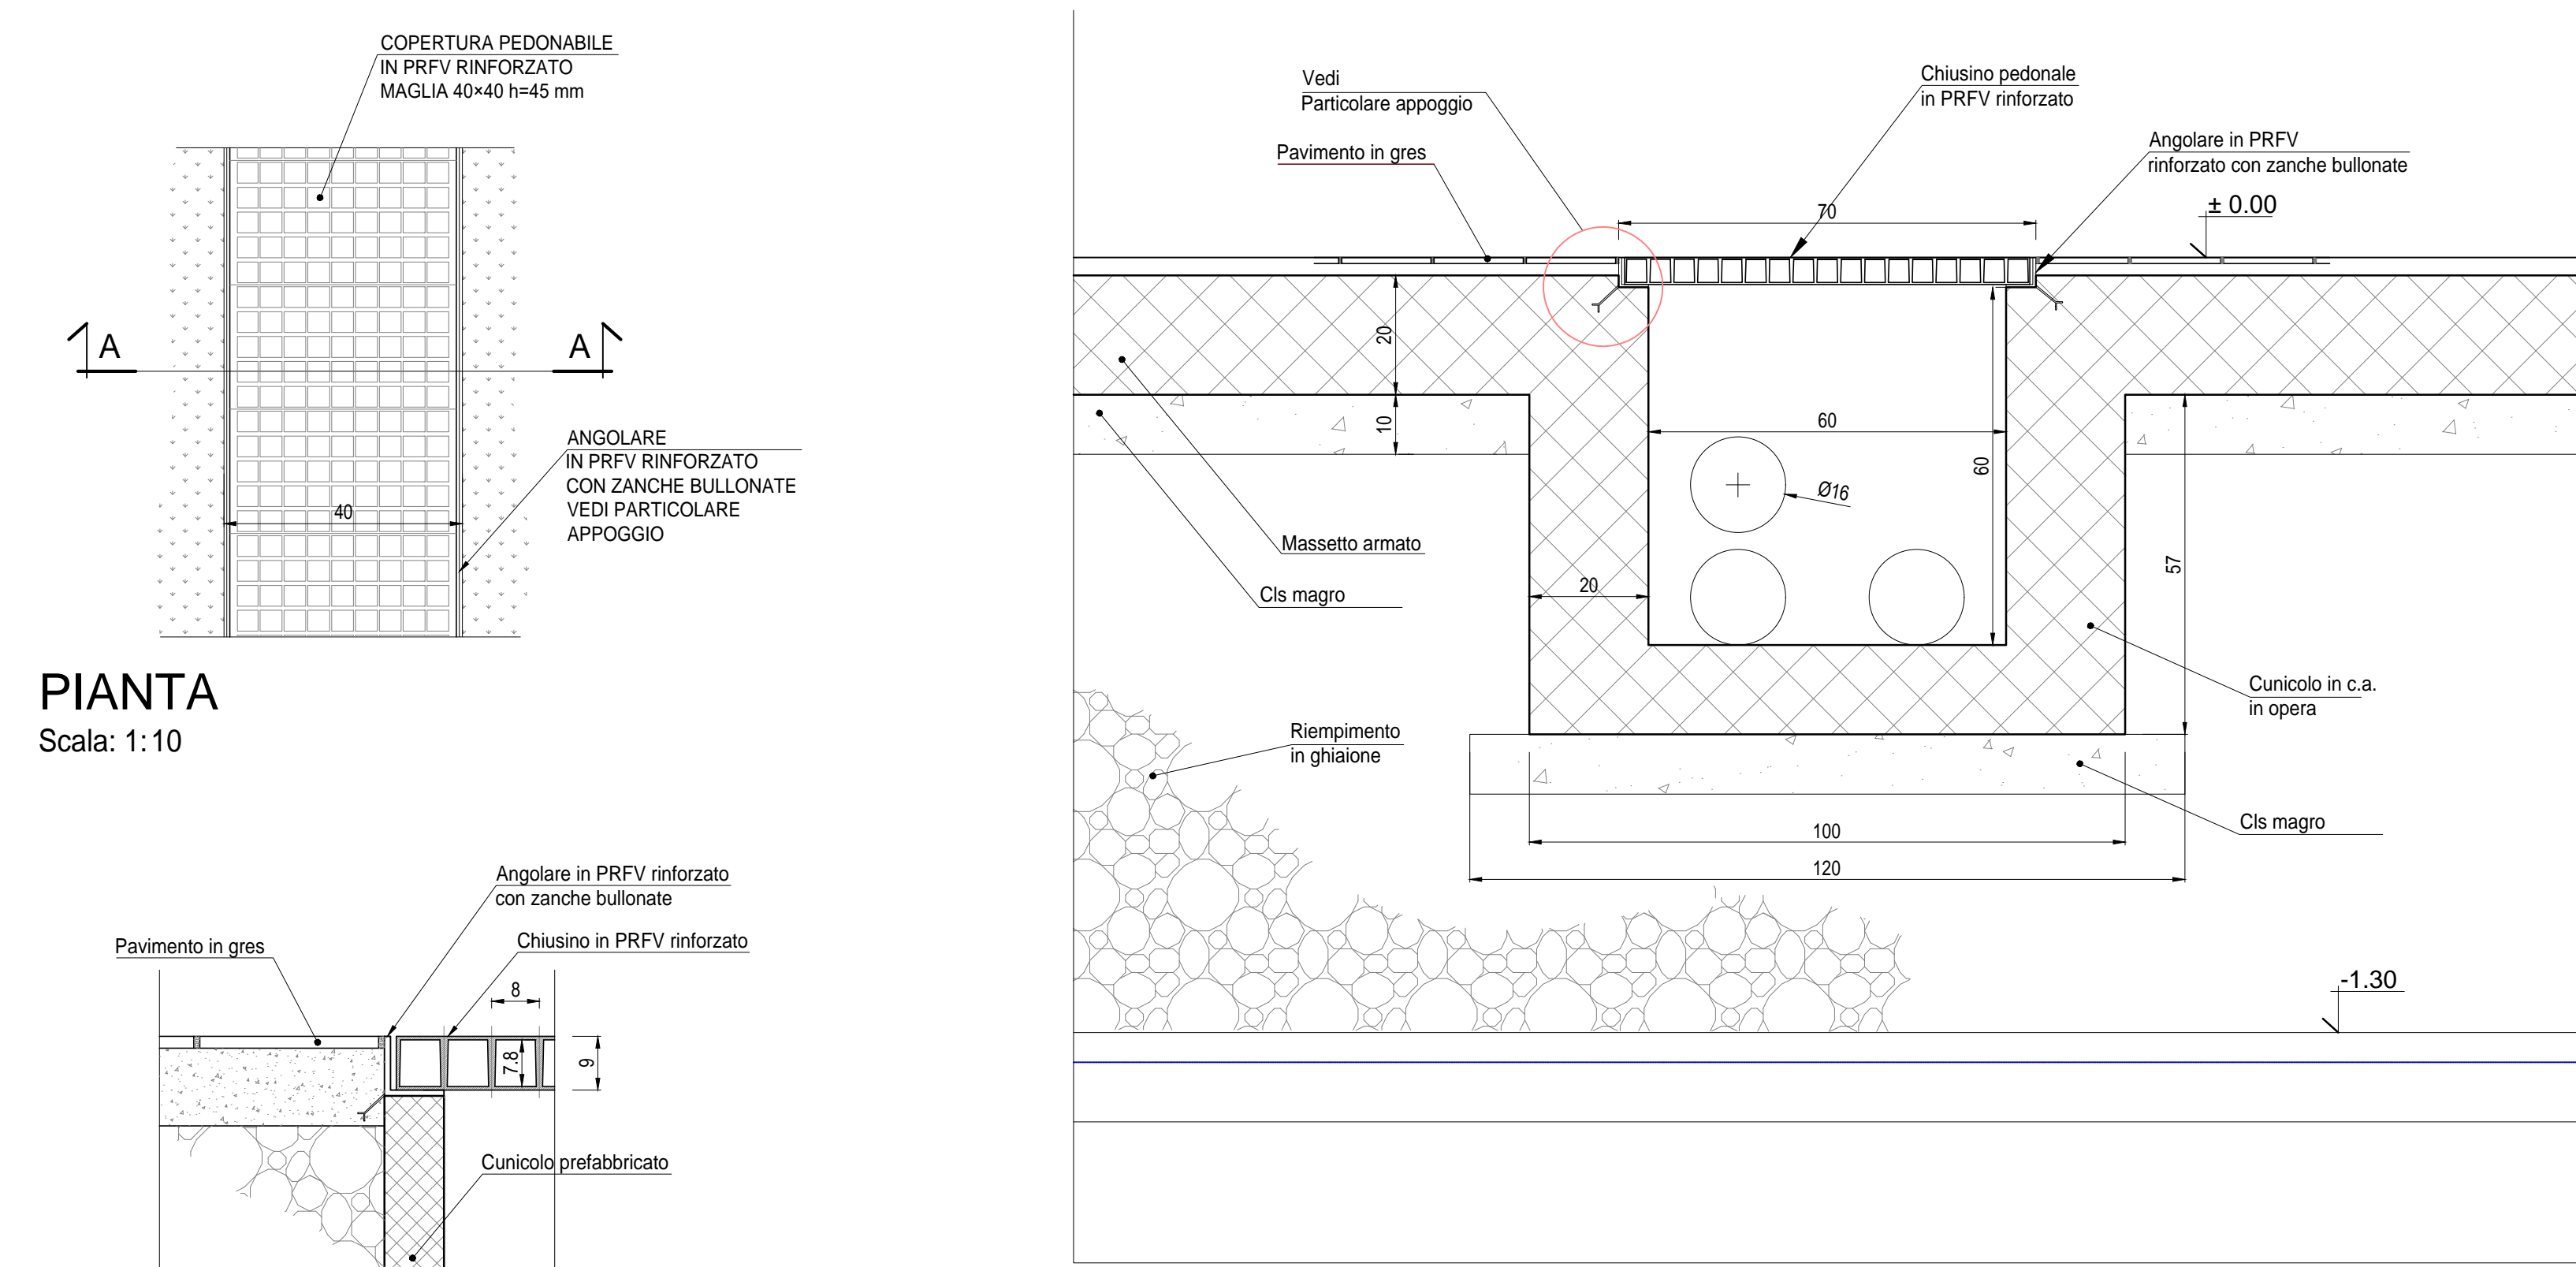 COPERTURA PEDONABILE
IN PRFV RINFORZATO
MAGLIA 40×40 h=45 mm
A
A
40
ANGOLARE
IN PRFV RINFORZATO
CON ZANCHE BULLONATE
VEDI PARTICOLARE
APPOGGIO
PIANTA
Scala: 1:10
Angolare in PRFV rinforzato
con zanche bullonate
Chiusino in PRFV rinforzato
Pavimento in gres
8
7.8
9
Cunicolo prefabbricato
Vedi
Particolare appoggio
Pavimento in gres
Chiusino pedonale
in PRFV rinforzato
Angolare in PRFV
rinforzato con zanche bullonate
± 0.00
70
20
10
60
60
Ø16
20
57
Massetto armato
Cls magro
Cunicolo in c.a.
in opera
Riempimento
in ghiaione
Cls magro
100
120
-1.30